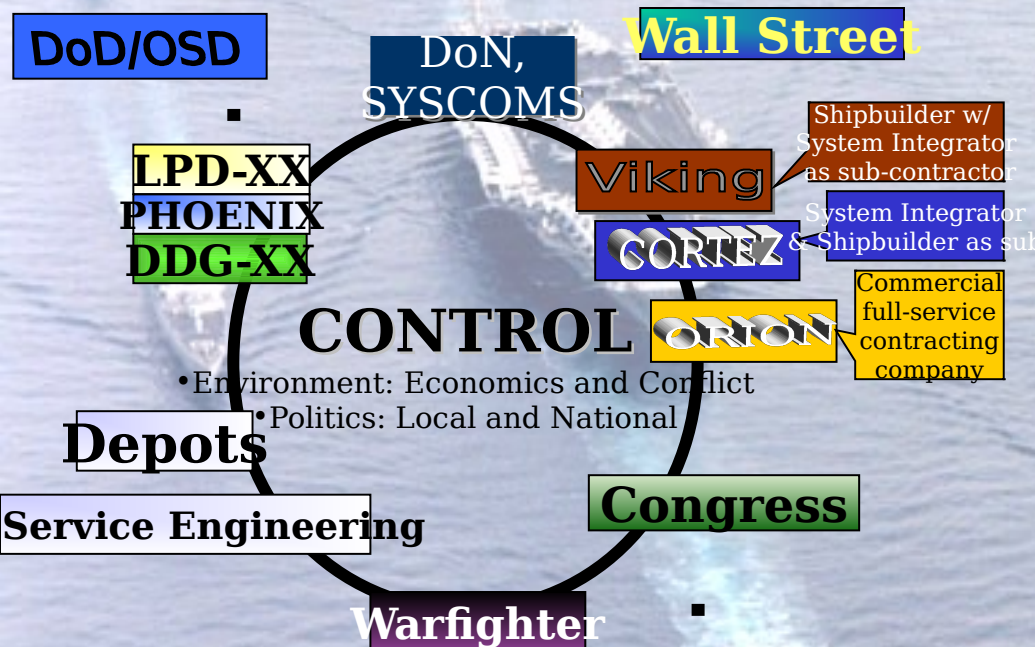 DoD/OSD
DoN,
SYSCOMS
Wall Street
LPD-XX
PHOENIX
DDG-XX
Viking
Shipbuilder w/
System Integrator
as sub-contractor
CORTEZ
System Integrator
& Shipbuilder as sub
ORION
Commercial
full-service
contracting
company
CONTROL
•Environment: Economics and Conflict
•Politics: Local and National
Depots
Service Engineering
Congress
Warfighter